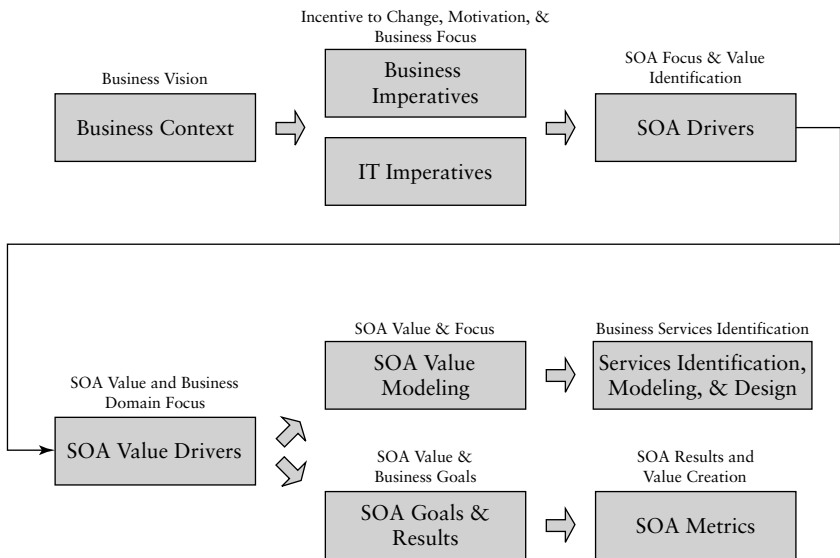 Business Vision
Business Context
Incentive to Change, Motivation, &
Business Focus
Business
Imperatives
IT Imperatives
SOA Focus & Value
Identification
SOA Drivers
SOA Value and Business
Domain Focus
SOA Value Drivers
SOA Value & Focus
SOA Value
Modeling
Business Services Identification
Services Identification,
Modeling, & Design
SOA Value &
Business Goals
SOA Goals &
Results
SOA Results and
Value Creation
SOA Metrics